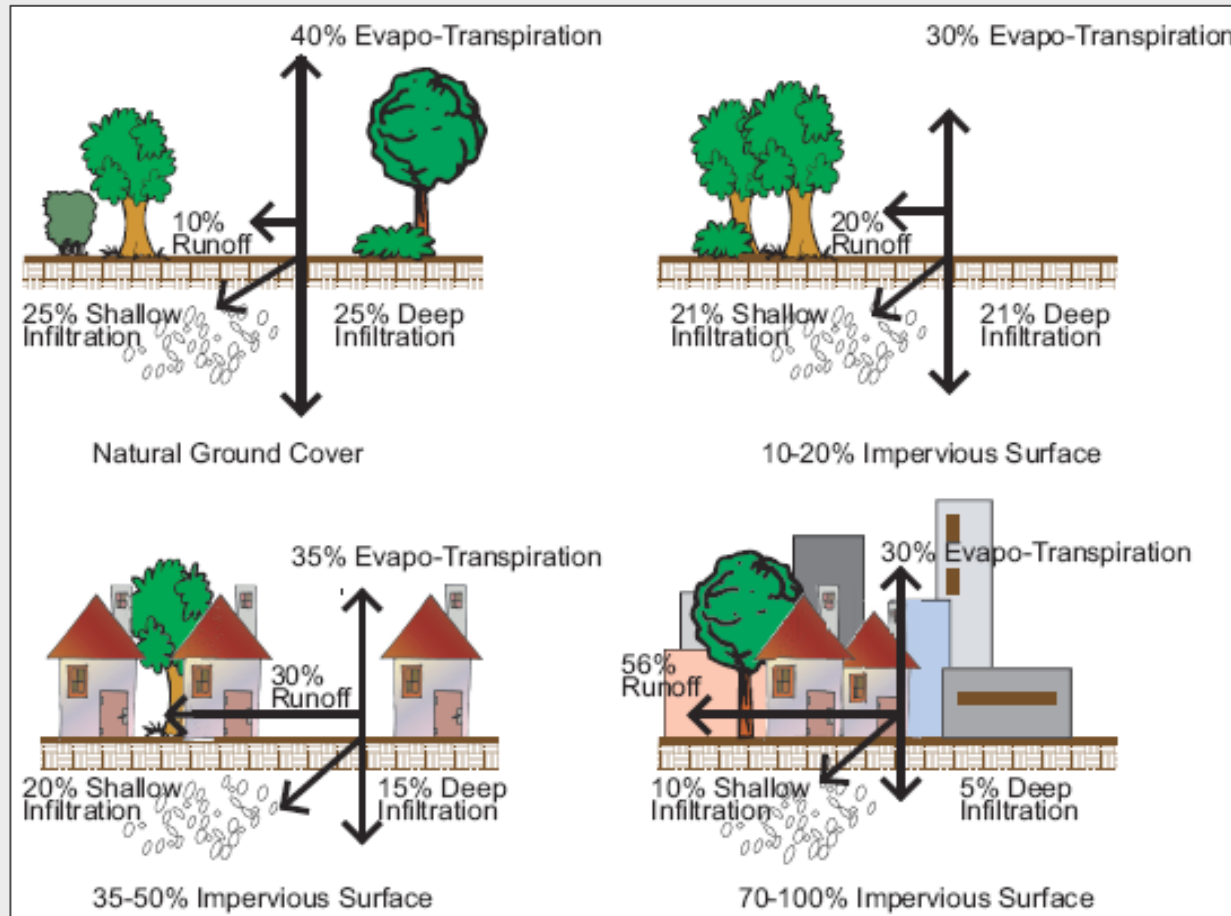 40% Evapo-Transpiration
10%
Runoff
25% Shallow
Infiltration
25% Deep
Infiltration
Natural Ground Cover
30% Evapo-Transpiration
20%
Runoff
21% Shallow
Infiltration
21% Deep
Infiltration
10-20% Impervious Surface
35% Evapo-Transpiration
30%
Runoff
20% Shallow
Infiltration
15% Deep
Infiltration
35-50% Impervious Surface
30% Evapo-Transpiration
56%
Runoff
10% Shallow
Infiltration
5% Deep
Infiltration
70-100% Impervious Surface